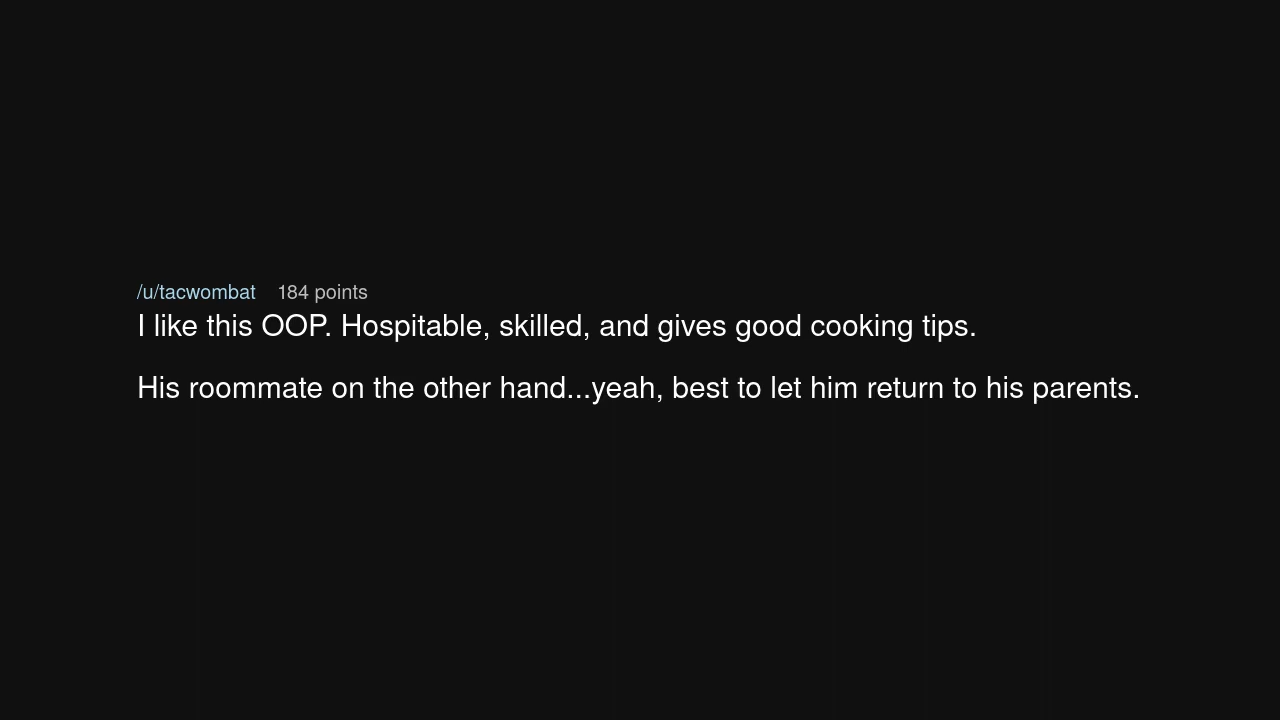 /u/tacwombat 184 points
I like this OOP. Hospitable, skilled, and gives good cooking tips.
His roommate on the other hand...yeah, best to let him return to his parents.